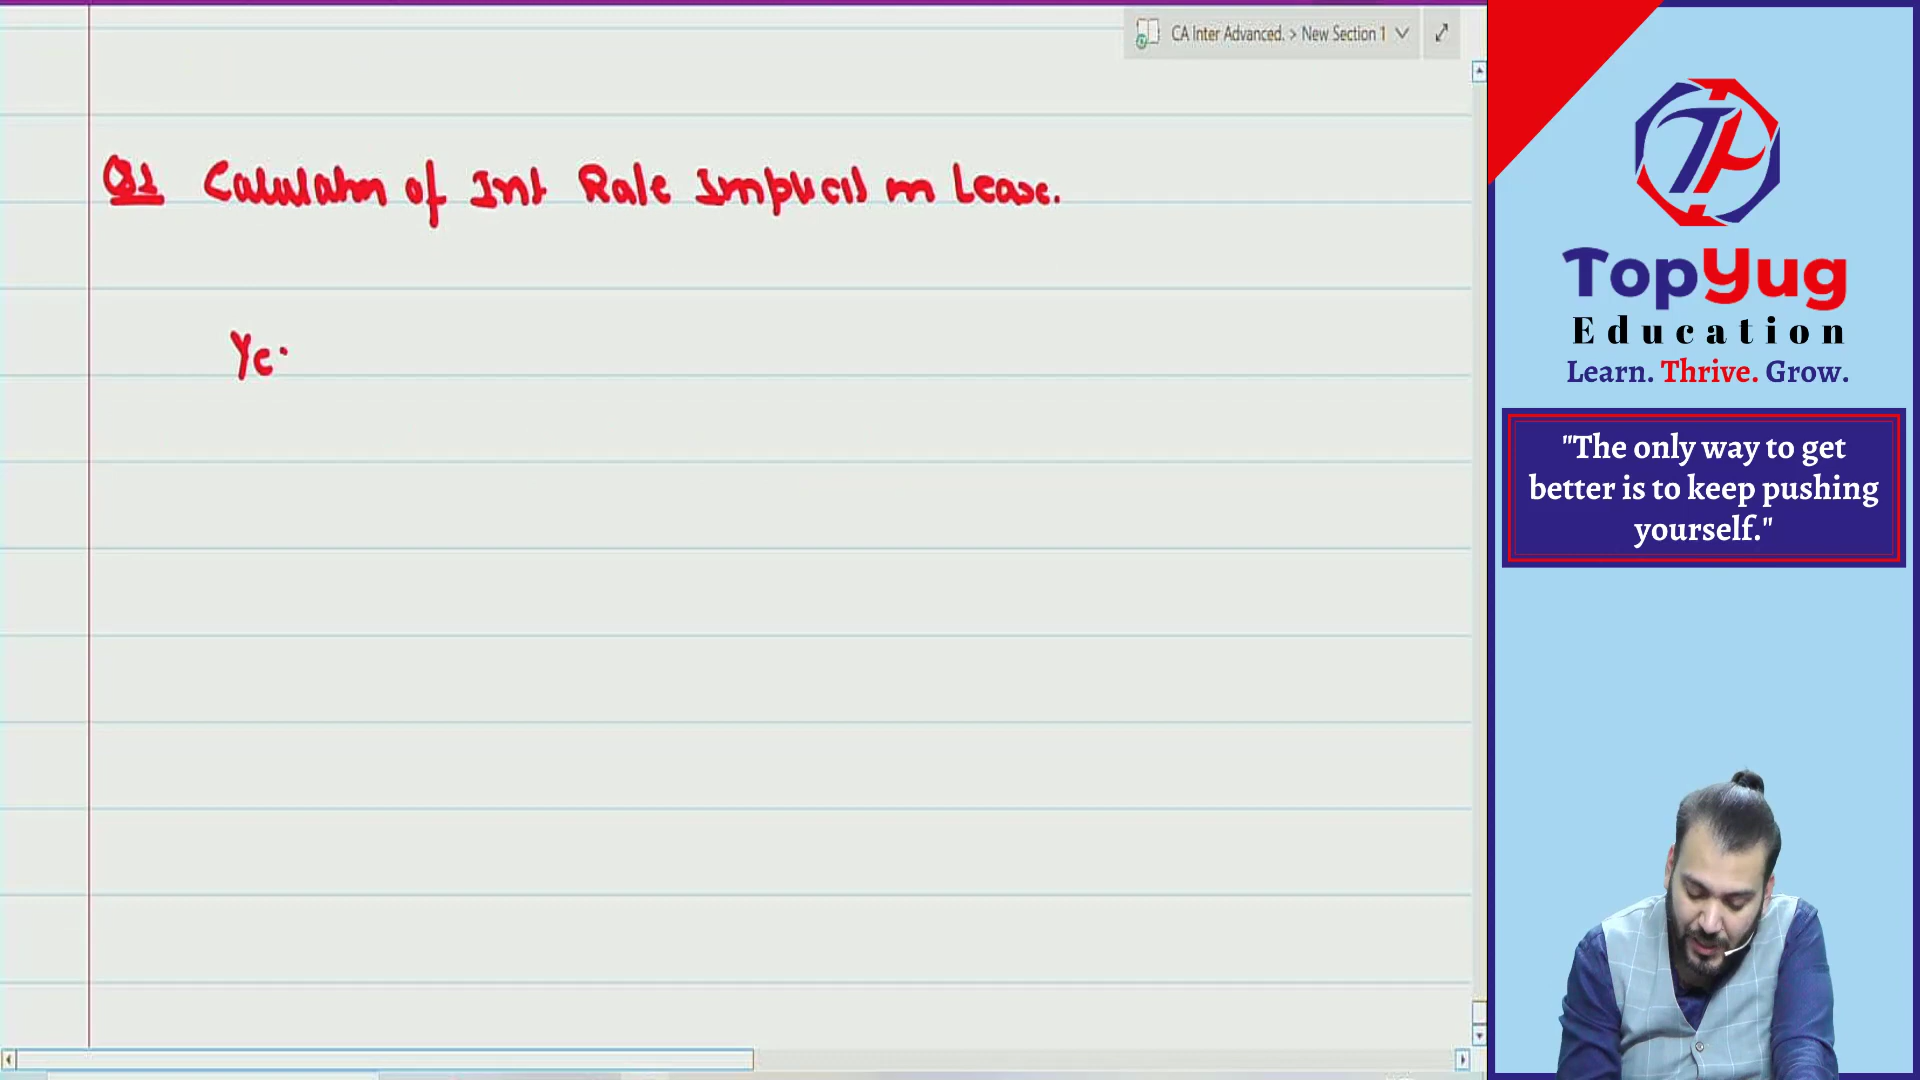 CA Inter Advanced. > New Section 1
Q1 Calculation of Int Rate Implicit in Lease.
Ye
TopYug
Education
Learn. Thrive. Grow.
"The only way to get
better is to keep pushing
yourself."